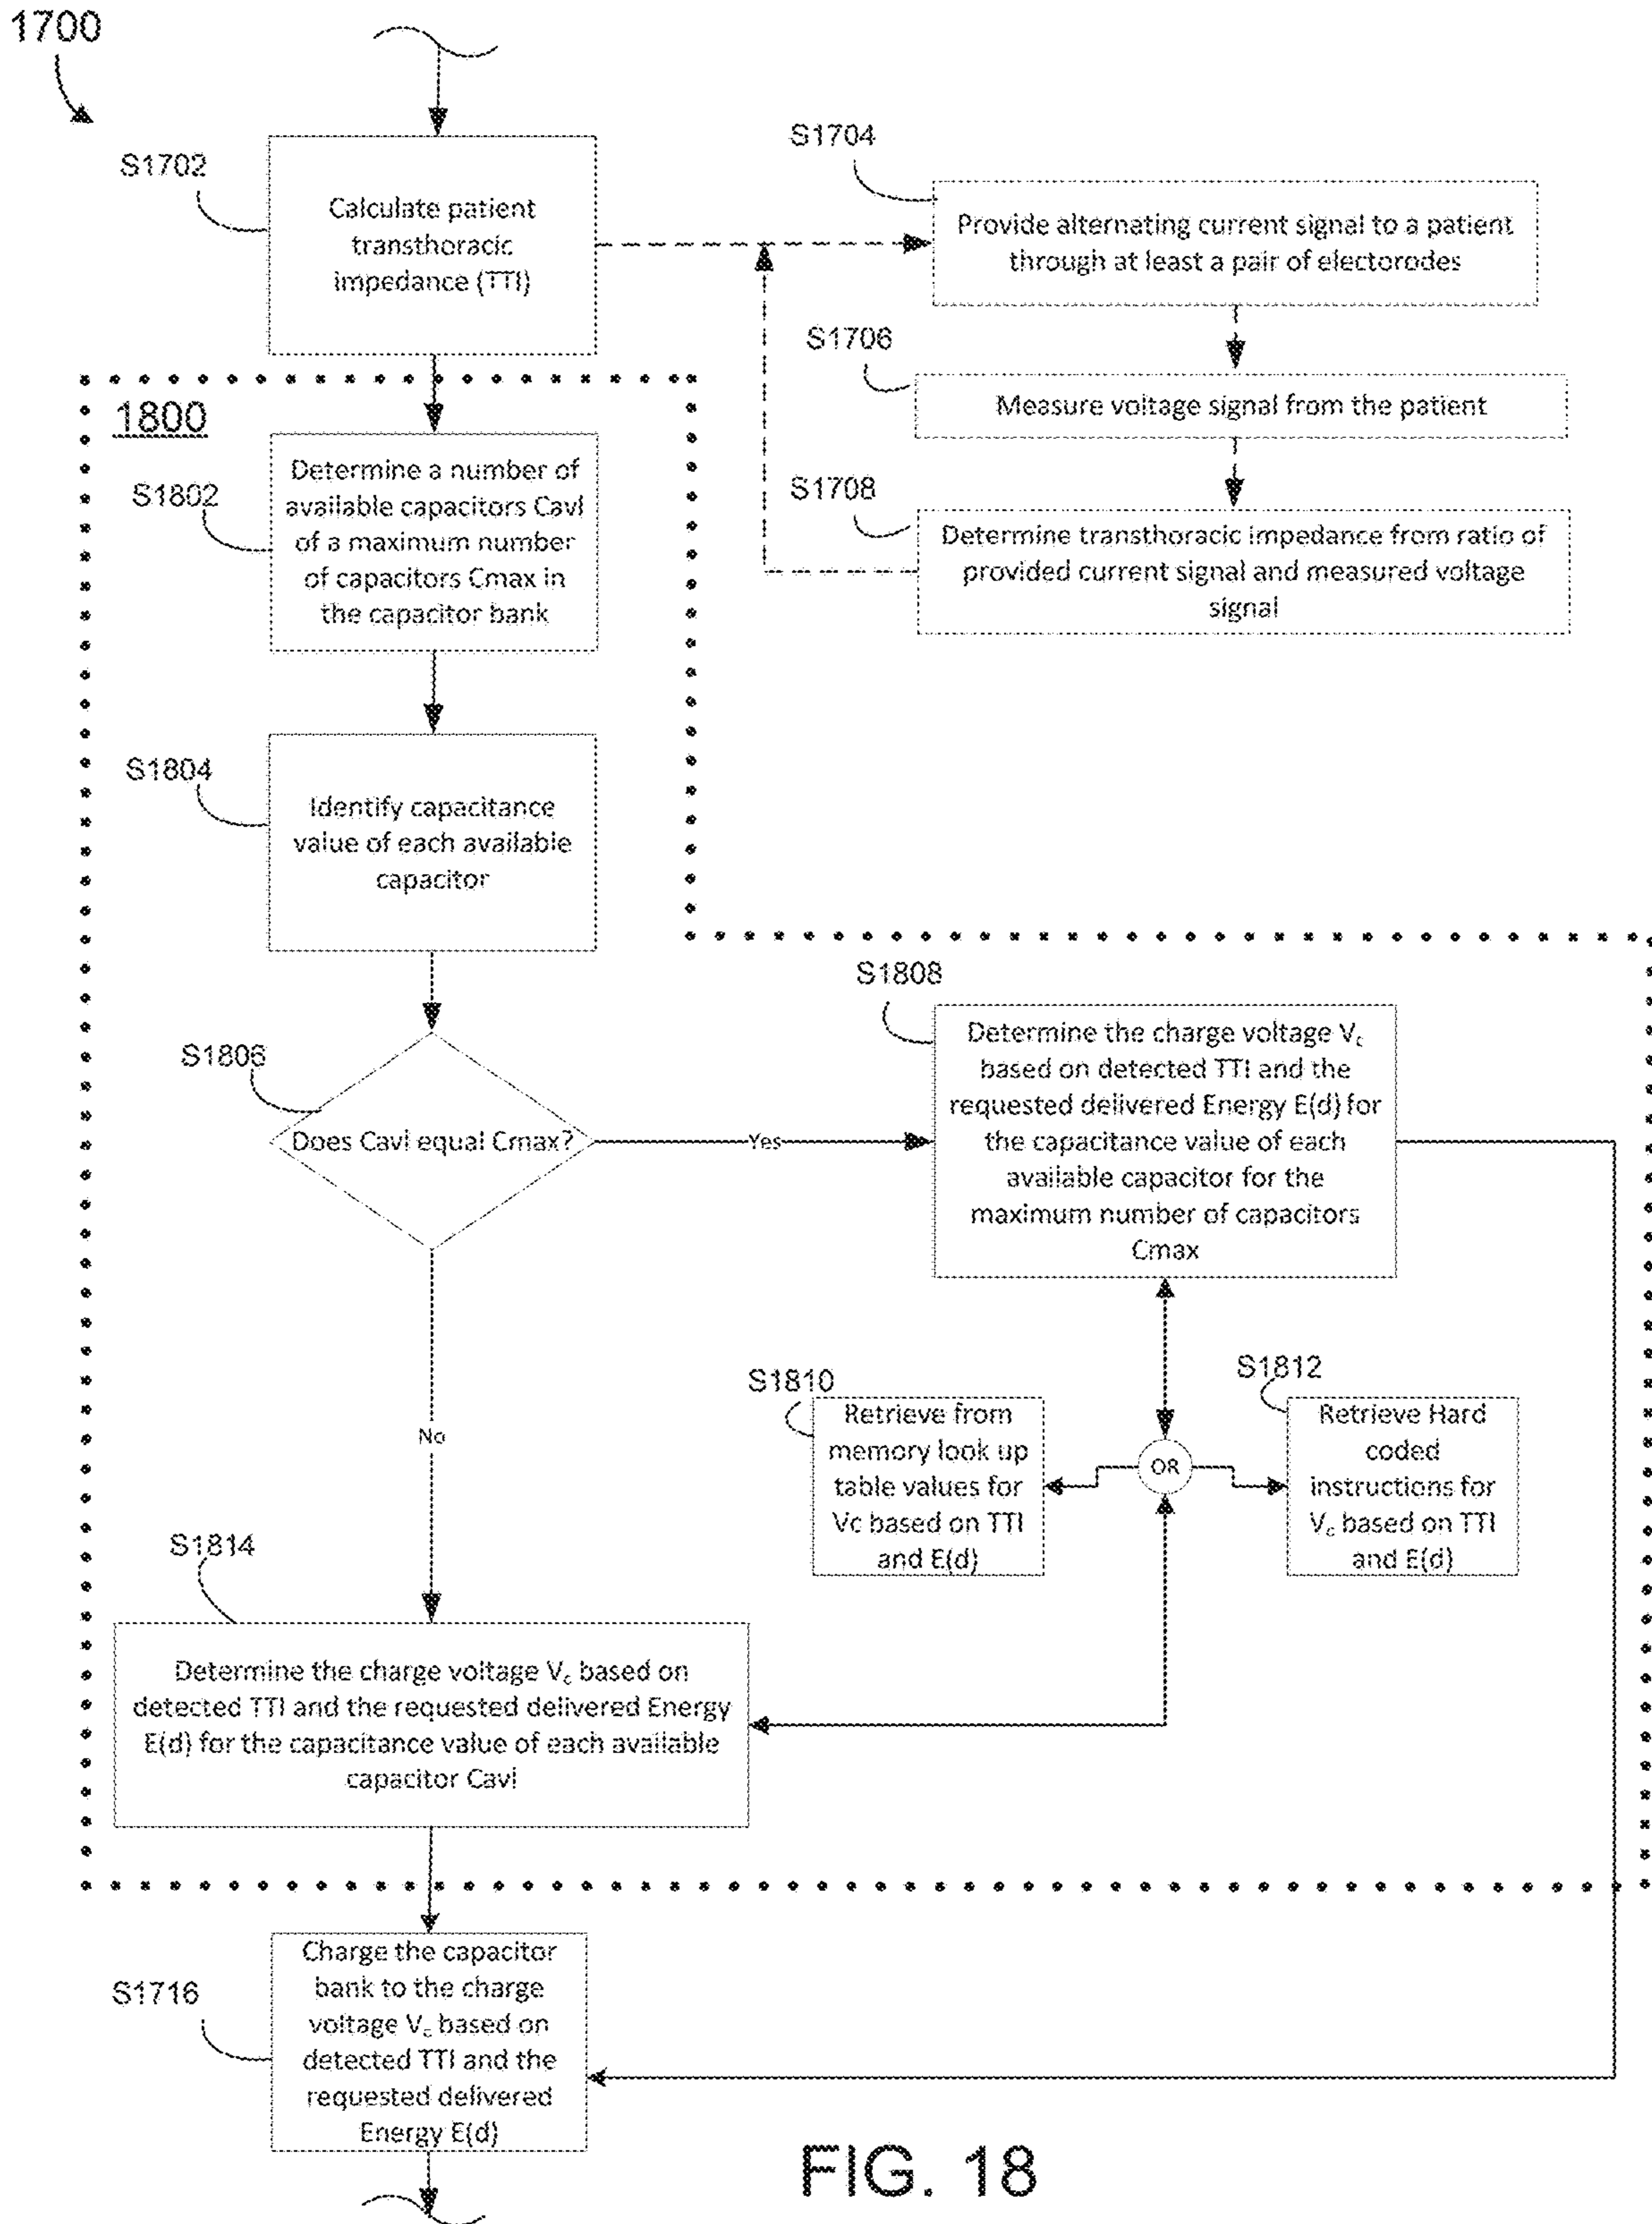 1700
S1702
Calculate patient
transthoracic
impedance (TTI)
S1704
Provide alternating current signal to a patient
through at least a pair of electorodes
S1706
Measure voltage signal from the patient
S1708
Determine transthoracic impedance from ratio of
provided current signal and measured voltage
signal
1800
S1802
Determine a number of
available capacitors Cavl
of a maximum number
of capacitors Cmax in
the capacitor bank
S1804
Identify capacitance
value of each available
capacitor
S1806
Does Cavl equal Cmax?
Yes
No
S1808
Determine the charge voltage Vc
based on detected TTI and the
requested delivered Energy E(d) for
the capacitance value of each
available capacitor for the
maximum number of capacitors
Cmax
S1810
Retrieve from
memory look up
table values for
Vc based on TTI
and E(d)
OR
S1812
Retrieve Hard
coded
instructions for
Vc based on TTI
and E(d)
S1814
Determine the charge voltage Vc based on
detected TTI and the requested delivered Energy
E(d) for the capacitance value of each available
capacitor Cavl
S1716
Charge the capacitor
bank to the charge
voltage Vc based on
detected TTI and the
requested delivered
Energy E(d)
FIG. 18